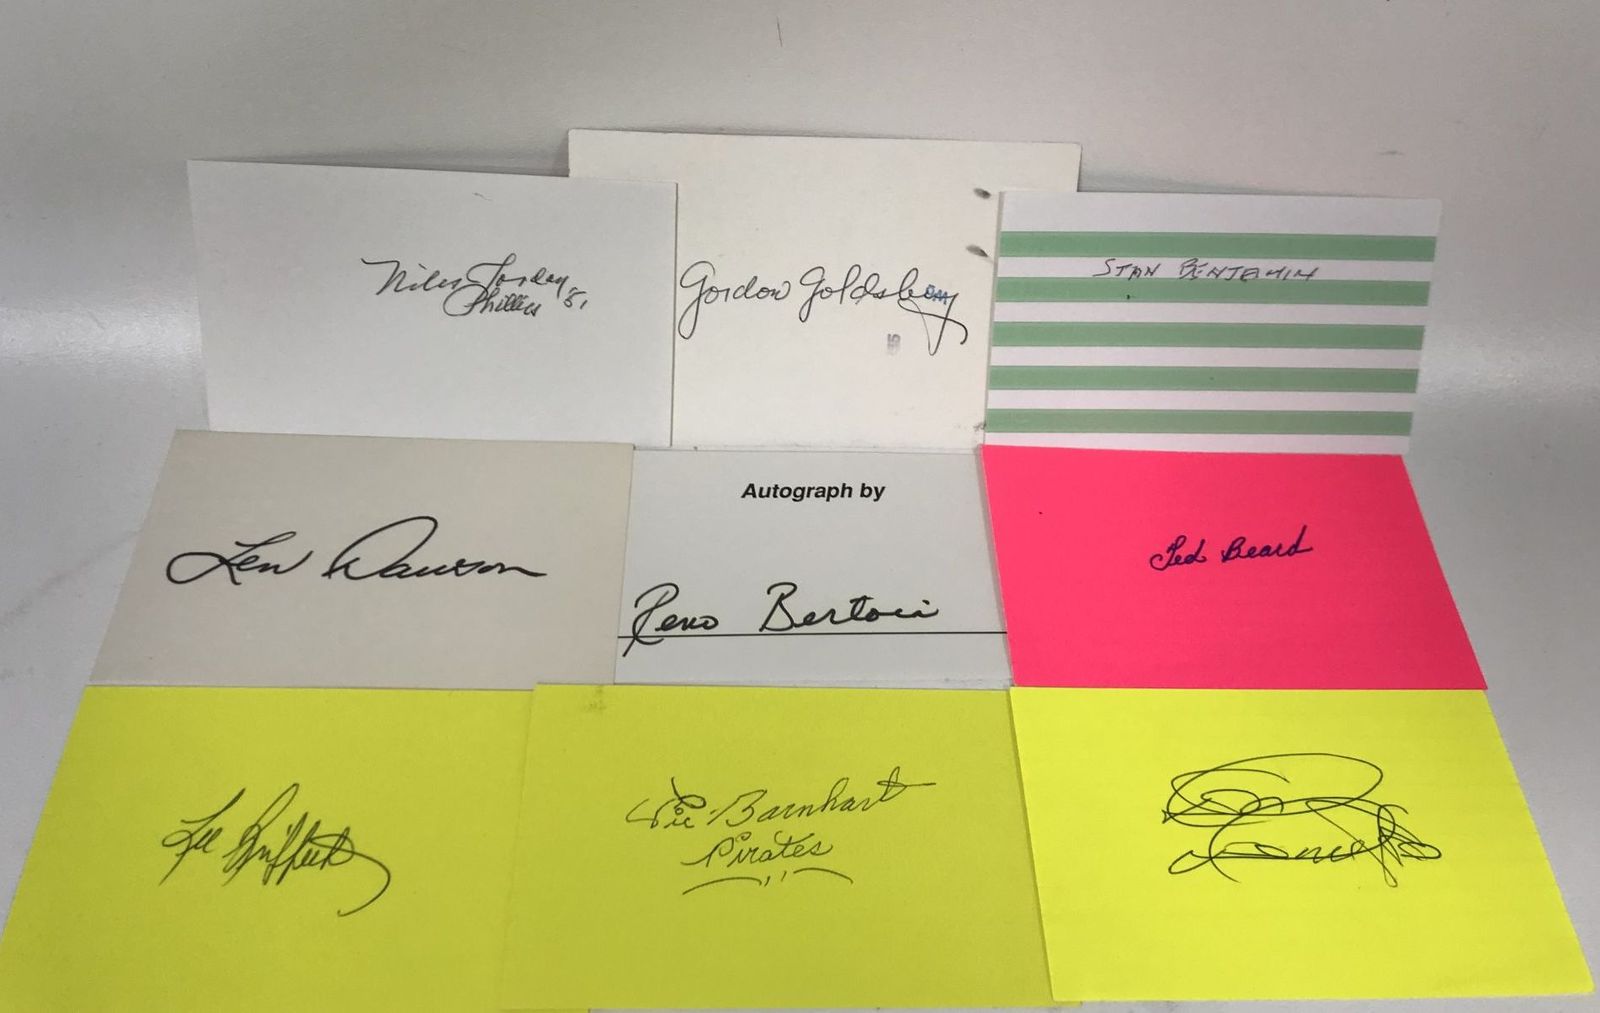 Niles Jordan
Phillies '51
Gordon Goldsberry
STAN BENJAMIN
Len Dawson
Autograph by
Reno Bertoia
Ted Beard
Vic Barnhart
Pirates